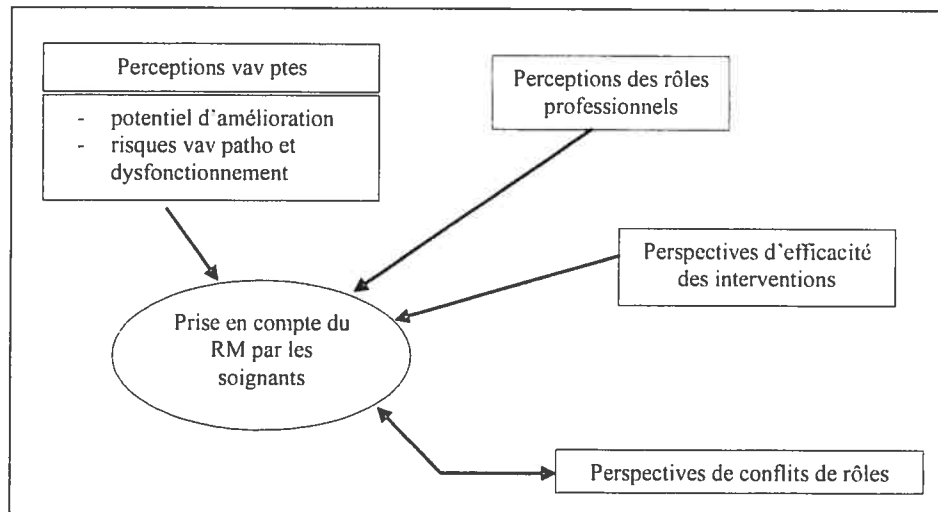 Perceptions vav ptes
- potentiel d'amélioration
- risques vav patho et
dysfonctionnement
Perceptions des rôles
professionnels
Perspectives d'efficacité
des interventions
Prise en compte du
RM par les
soignants
Perspectives de conflits de rôles